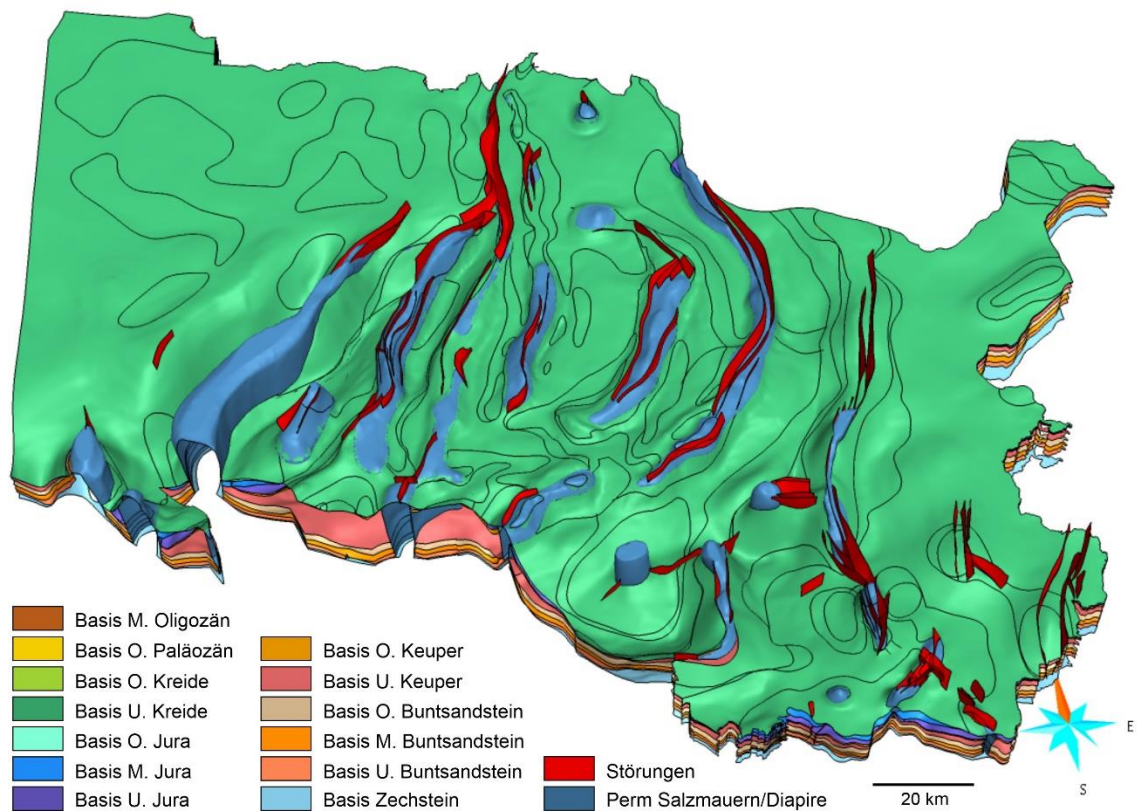 Basis M. Oligozän
Basis O. Paläozän
Basis O. Kreide
Basis U. Kreide
Basis O. Jura
Basis M. Jura
Basis U. Jura
Basis O. Keuper
Basis U. Keuper
Basis O. Buntsandstein
Basis M. Buntsandstein
Basis U. Buntsandstein
Basis Zechstein
Störungen
Perm Salzmauern/Diapire
20 km
E
S